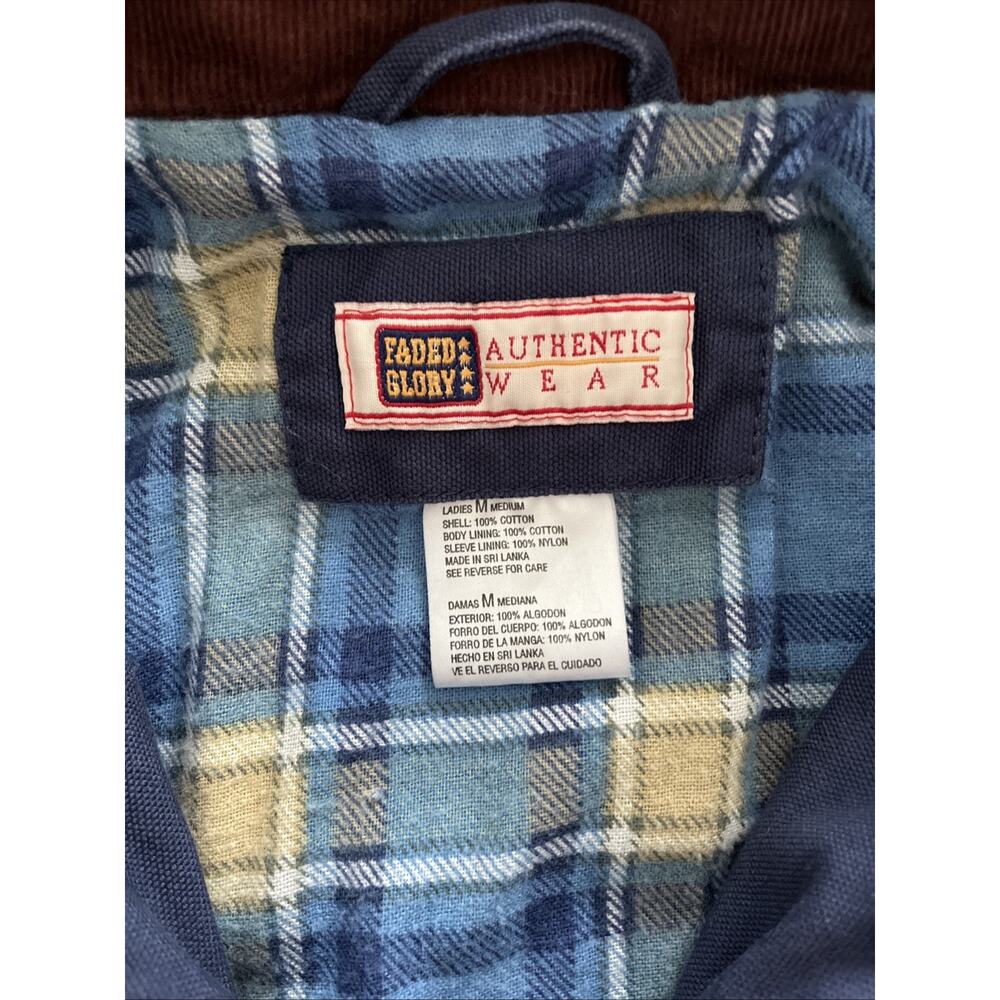 FADED
GLORY
AUTHENTIC
WEAR
LADIES M MEDIUM
SHELL: 100% COTTON
BODY LINING: 100% COTTON
SLEEVE LINING: 100% NYLON
MADE IN SRI LANKA
SEE REVERSE FOR CARE
DAMAS M MEDIANA
EXTERIOR: 100% ALGODON
FORRO DEL CUERPO: 100% ALGODON
FORRO DE LA MANGA: 100% NYLON
HECHO EN SRI LANKA
VE EL REVERSO PARA EL CUIDADO